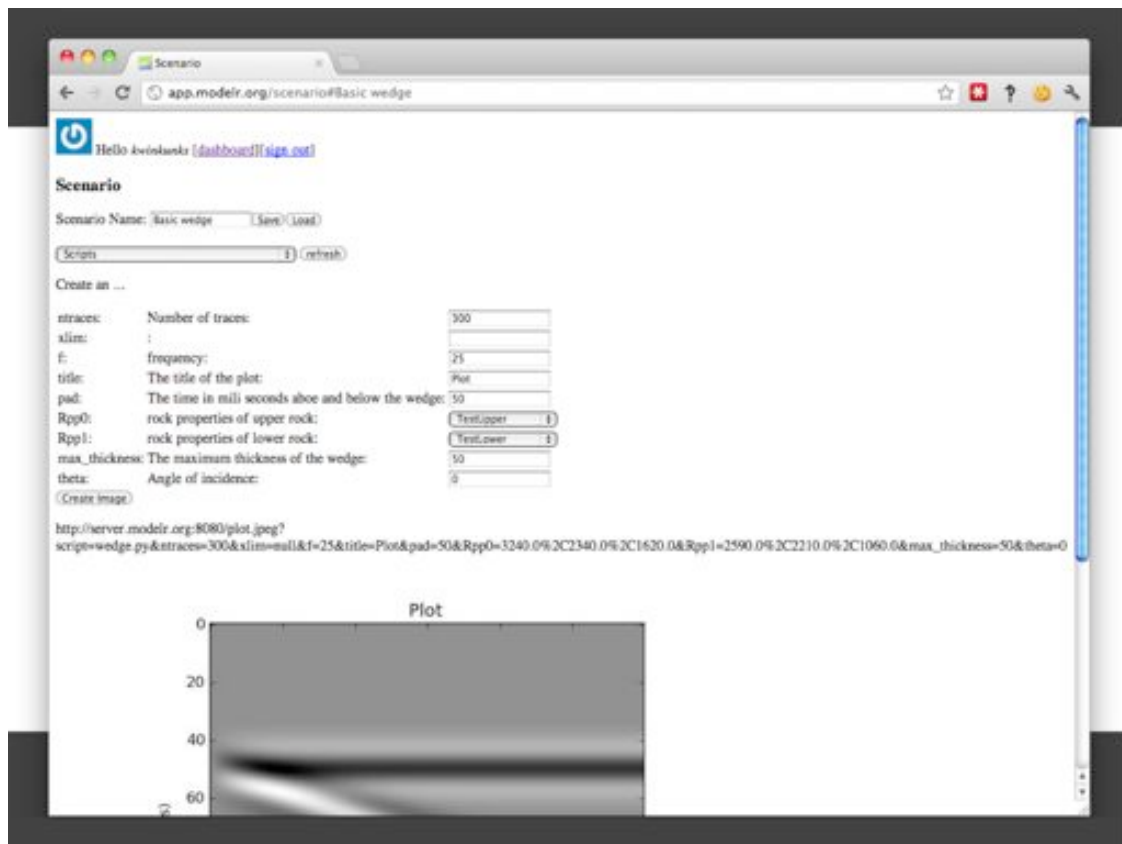 Scenario
app.modelr.org/scenario#Basic wedge
Hello kwinkunks [dashboard][sign out]
Scenario
Scenario Name: Basic wedge Save Load
Scripts refresh
Create an ...
ntraces: Number of traces: 300
xlim: :
f: frequency: 25
title: The title of the plot: Plot
pad: The time in mili seconds aboe and below the wedge: 50
Rpp0: rock properties of upper rock: TestUpper
Rpp1: rock properties of lower rock: TestLower
max_thickness: The maximum thickness of the wedge: 50
theta: Angle of incidence: 0
Create Image
http://server.modelr.org:8080/plot.jpeg?
script=wedge.py&ntraces=300&xlim=null&f=25&title=Plot&pad=50&Rpp0=3240.0%2C2340.0%2C1620.0&Rpp1=2590.0%2C2210.0%2C1060.0&max_thickness=50&theta=0
Plot
0
20
40
60